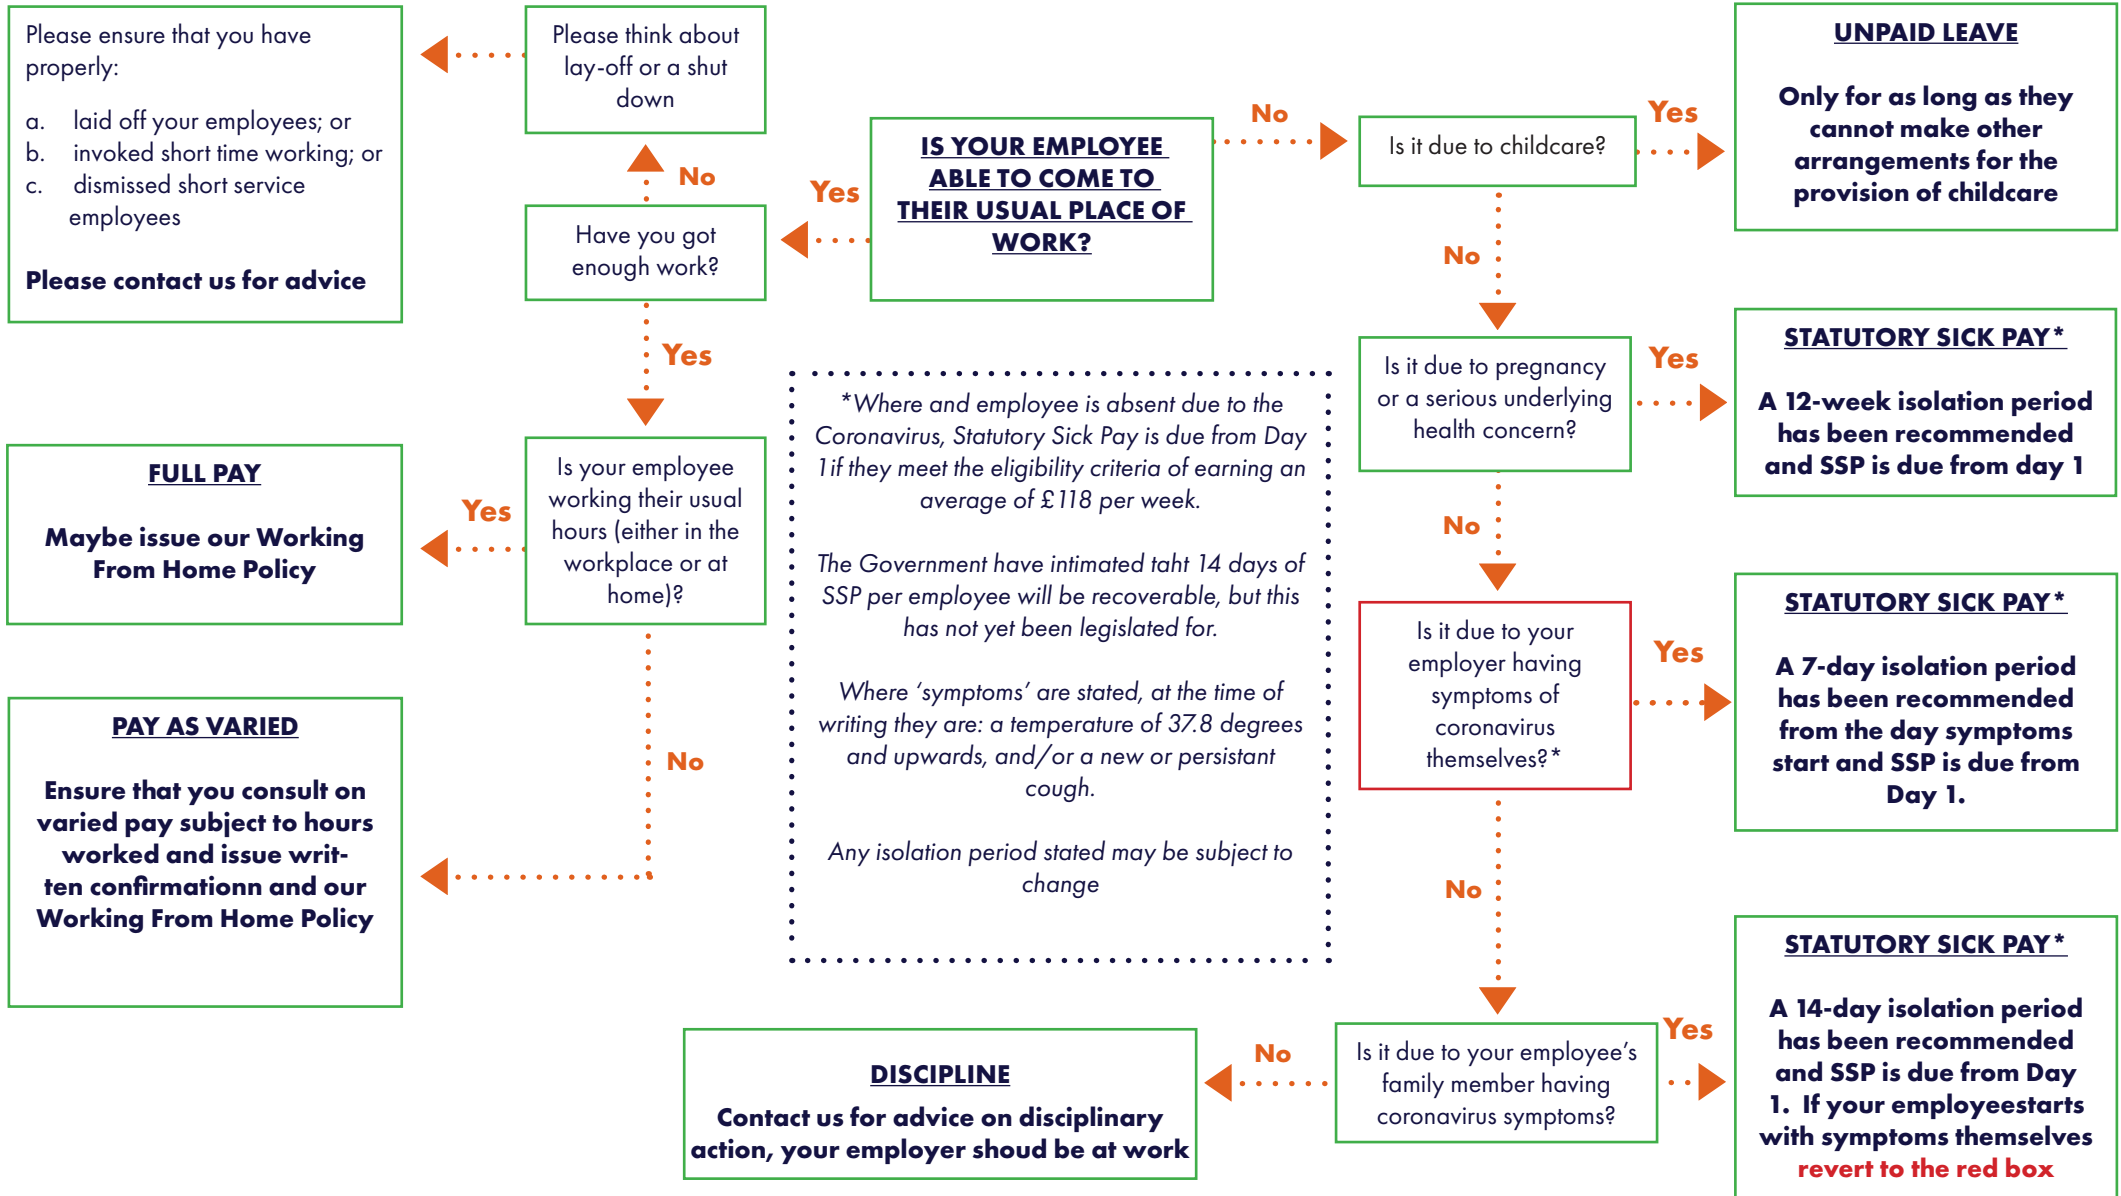 Please ensure that you have
properly:
a. laid off your employees; or
b. invoked short time working; or
c. dismissed short service
employees
Please contact us for advice
Please think about
lay-off or a shut
down
No
Have you got
enough work?
Yes
IS YOUR EMPLOYEE
ABLE TO COME TO
THEIR USUAL PLACE OF
WORK?
No
Is it due to childcare?
Yes
UNPAID LEAVE
Only for as long as they
cannot make other
arrangements for the
provision of childcare
No
Yes
Is it due to pregnancy
or a serious underlying
health concern?
Yes
STATUTORY SICK PAY*
A 12-week isolation period
has been recommended
and SSP is due from day 1
FULL PAY
Maybe issue our Working
From Home Policy
Yes
Is your employee
working their usual
hours (either in the
workplace or at
home)?
*Where and employee is absent due to the
Coronavirus, Statutory Sick Pay is due from Day
1if they meet the eligibility criteria of earning an
average of £118 per week.
The Government have intimated taht 14 days of
SSP per employee will be recoverable, but this
has not yet been legislated for.
Where ‘symptoms’ are stated, at the time of
writing they are: a temperature of 37.8 degrees
and upwards, and/or a new or persistant
cough.
Any isolation period stated may be subject to
change
No
Is it due to your
employer having
symptoms of
coronavirus
themselves?*
Yes
STATUTORY SICK PAY*
A 7-day isolation period
has been recommended
from the day symptoms
start and SSP is due from
Day 1.
PAY AS VARIED
Ensure that you consult on
varied pay subject to hours
worked and issue writ-
ten confirmationn and our
Working From Home Policy
No
No
DISCIPLINE
Contact us for advice on disciplinary
action, your employer shoud be at work
No
Is it due to your employee’s
family member having
coronavirus symptoms?
Yes
STATUTORY SICK PAY*
A 14-day isolation period
has been recommended
and SSP is due from Day
1. If your employeestarts
with symptoms themselves
revert to the red box